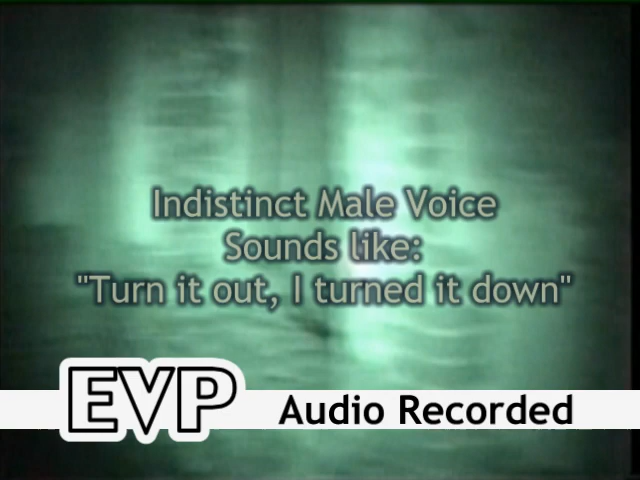 Indistinct Male Voice
Sounds like:
"Turn it out, I turned it down"
EVP
Audio Recorded